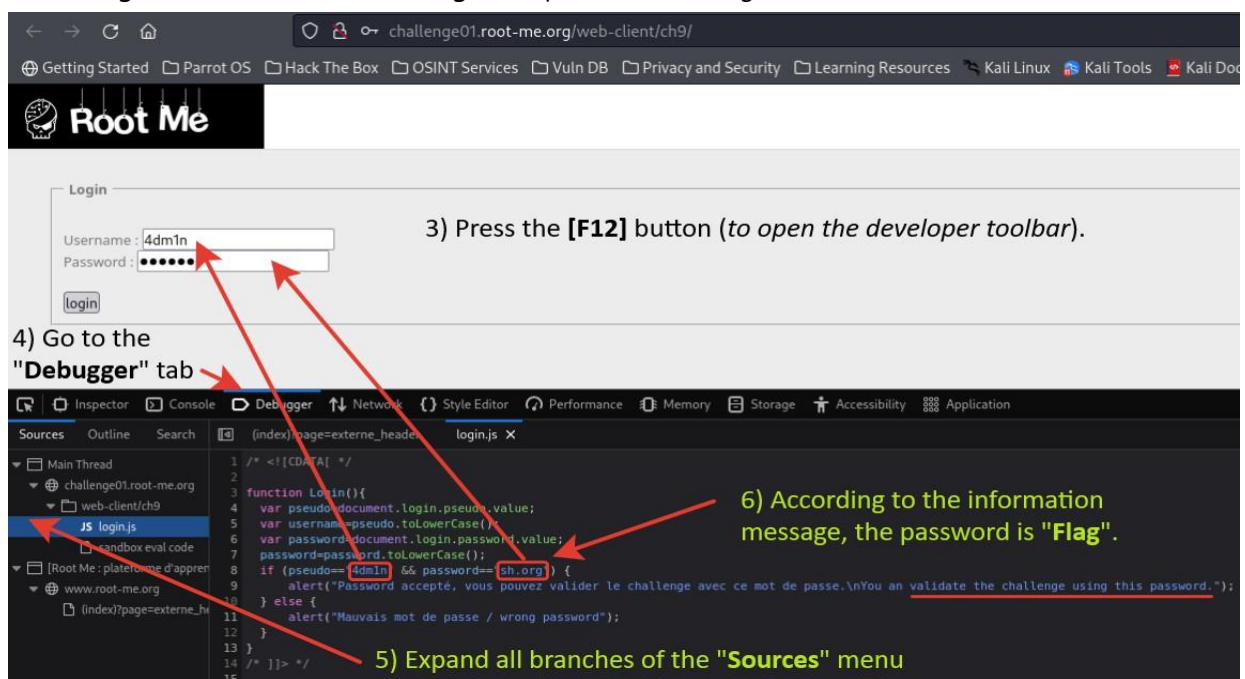 challenge01.root-me.org/web-client/ch9/
Getting Started Parrot OS Hack The Box OSINT Services Vuln DB Privacy and Security Learning Resources Kali Linux Kali Tools Kali Doc
Root Me
Login
Username : 4dm1n
Password : ••••••
login
3) Press the [F12] button (to open the developer toolbar).
4) Go to the
"Debugger" tab
Inspector Console Debugger Network Style Editor Performance Memory Storage Accessibility Application
Sources Outline Search (index)?page=externe_header login.js
Main Thread
challenge01.root-me.org
web-client/ch9
JS login.js
sandbox eval code
[Root Me : plateforme d'appren
www.root-me.org
(index)?page=externe_he
1 /* <![CDATA[ */
2
3 function Login(){
4 var pseudo=document.login.pseudo.value;
5 var username=pseudo.toLowerCase();
6 var password=document.login.password.value;
7 password=password.toLowerCase();
8 if (pseudo=="4dm1n" && password=="sh.org") {
9 alert("Password accepté, vous pouvez valider le challenge avec ce mot de passe.\nYou an validate the challenge using this password.");
10 } else {
11 alert("Mauvais mot de passe / wrong password");
12 }
13 }
14 /* ]]> */
15
6) According to the information
message, the password is "Flag".
5) Expand all branches of the "Sources" menu